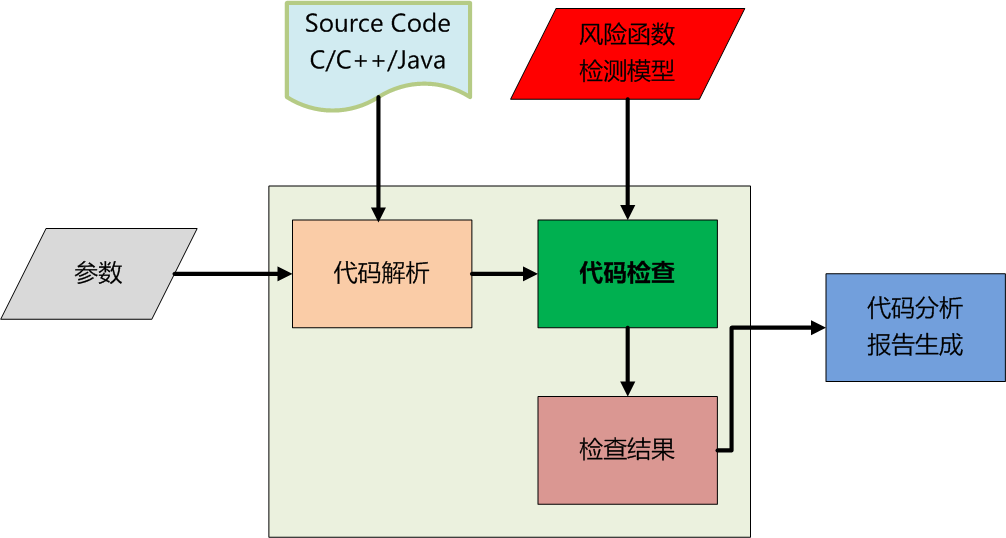 Source Code
C/C++/Java
风险函数
检测模型
参数
代码解析
代码检查
代码分析
报告生成
检查结果